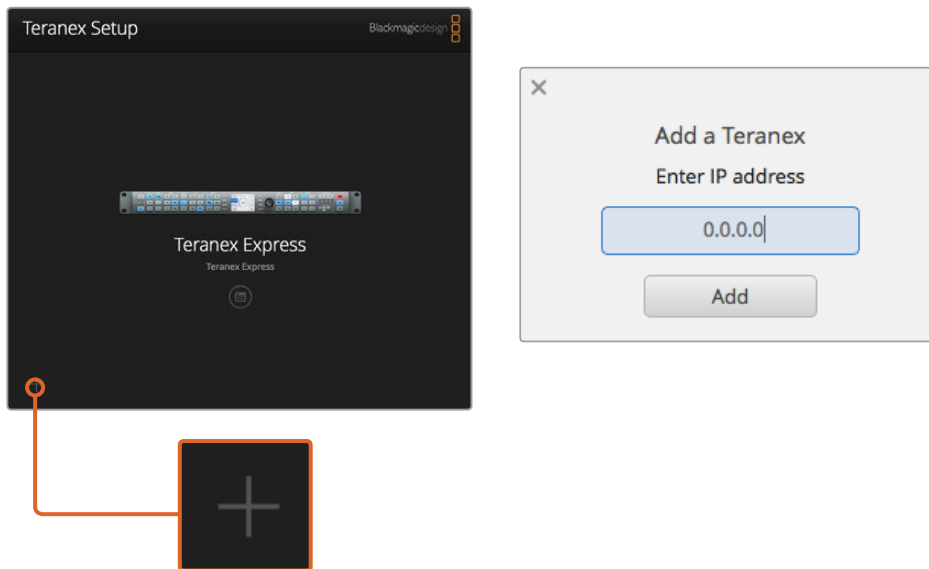 Teranex Setup
Blackmagicdesign
Teranex Express
Teranex Express
Add a Teranex
Enter IP address
0.0.0.0
Add